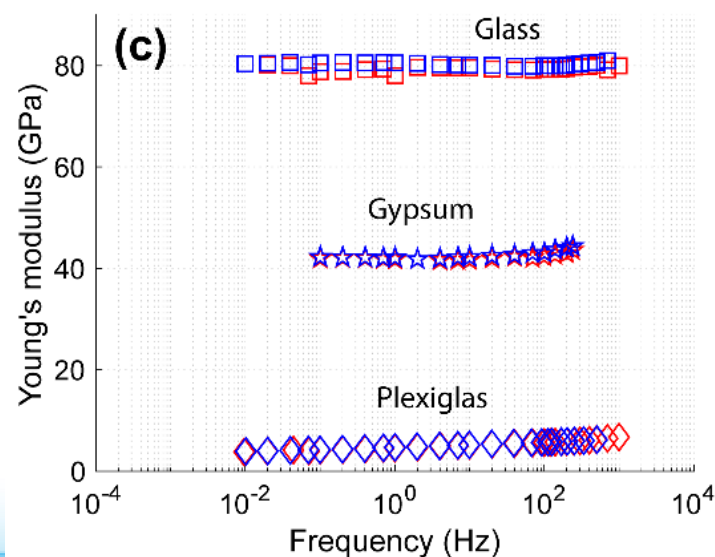 (c)
Glass
Gypsum
Plexiglas
Young's modulus (GPa)
80
60
40
20
0
10^-4
10^-2
10^0
10^2
10^4
Frequency (Hz)